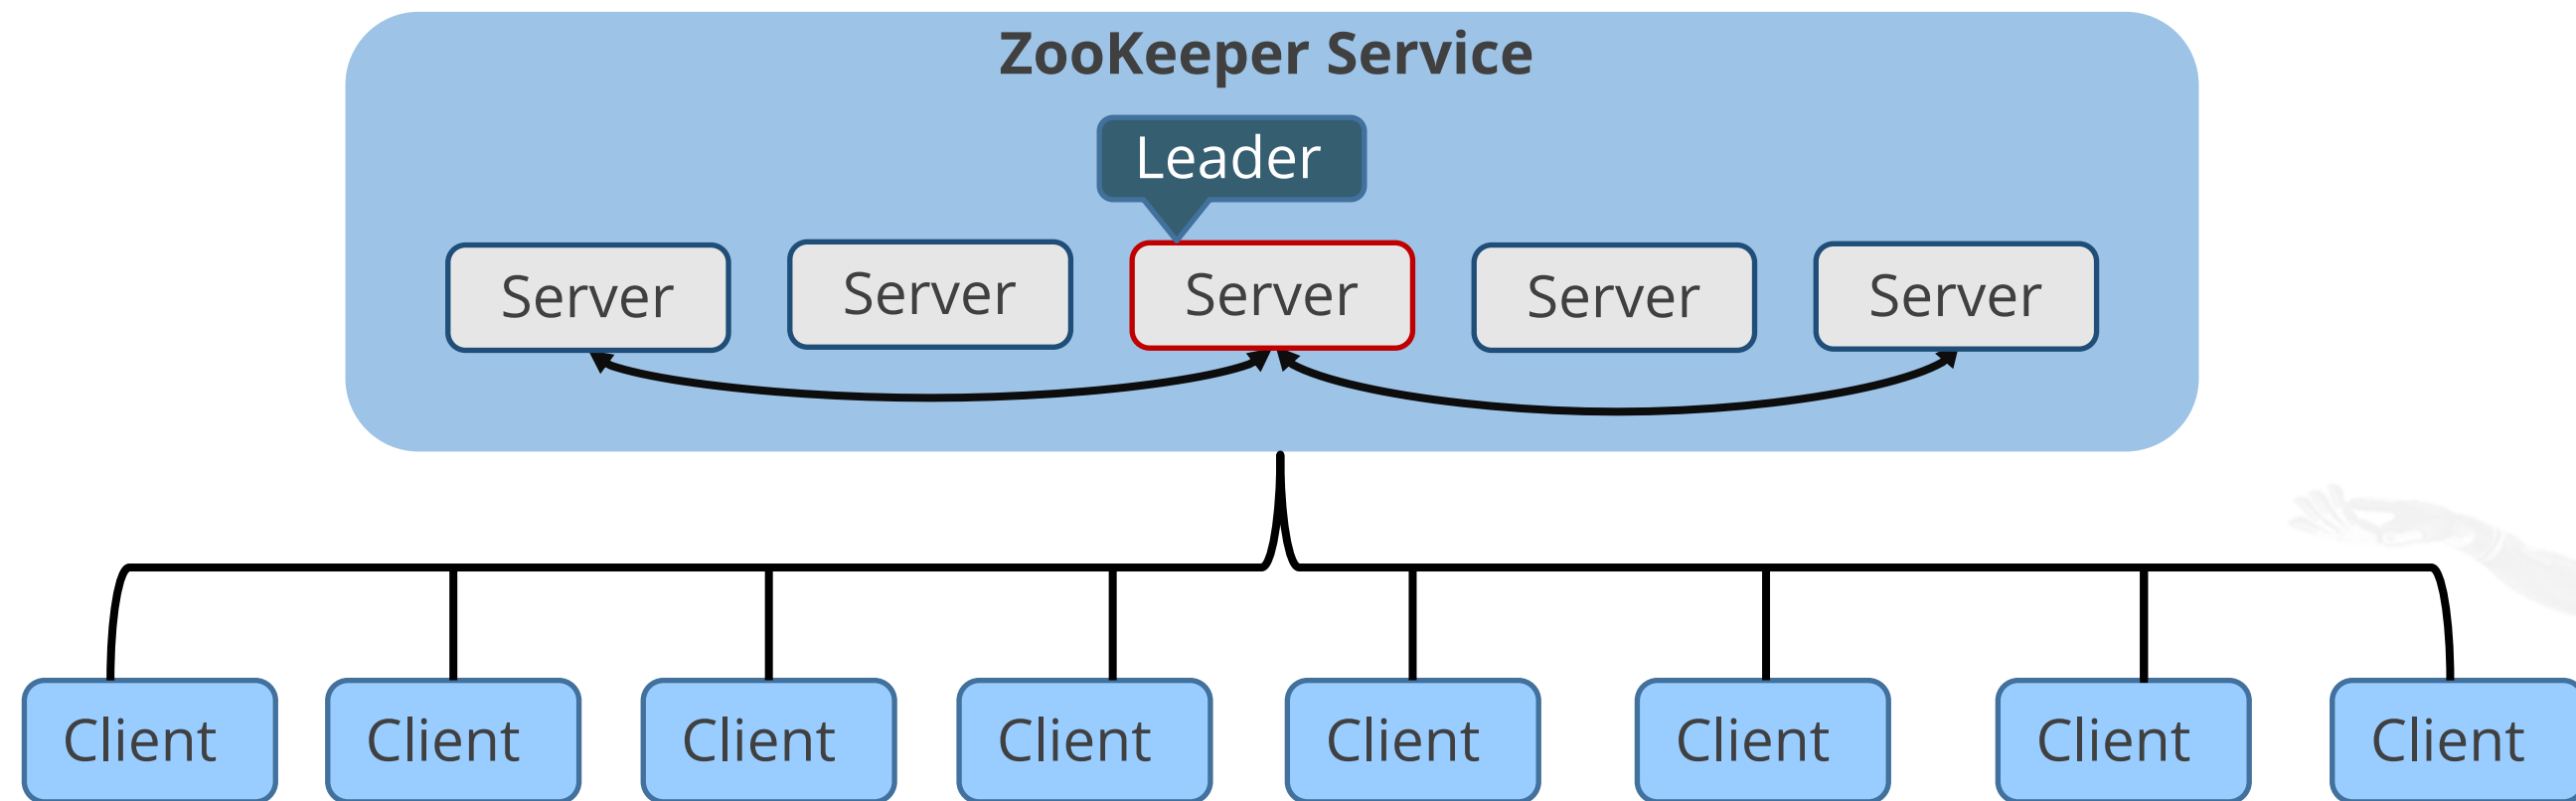 ZooKeeper Service
Leader
Server Server Server Server Server
Client Client Client Client Client Client Client Client